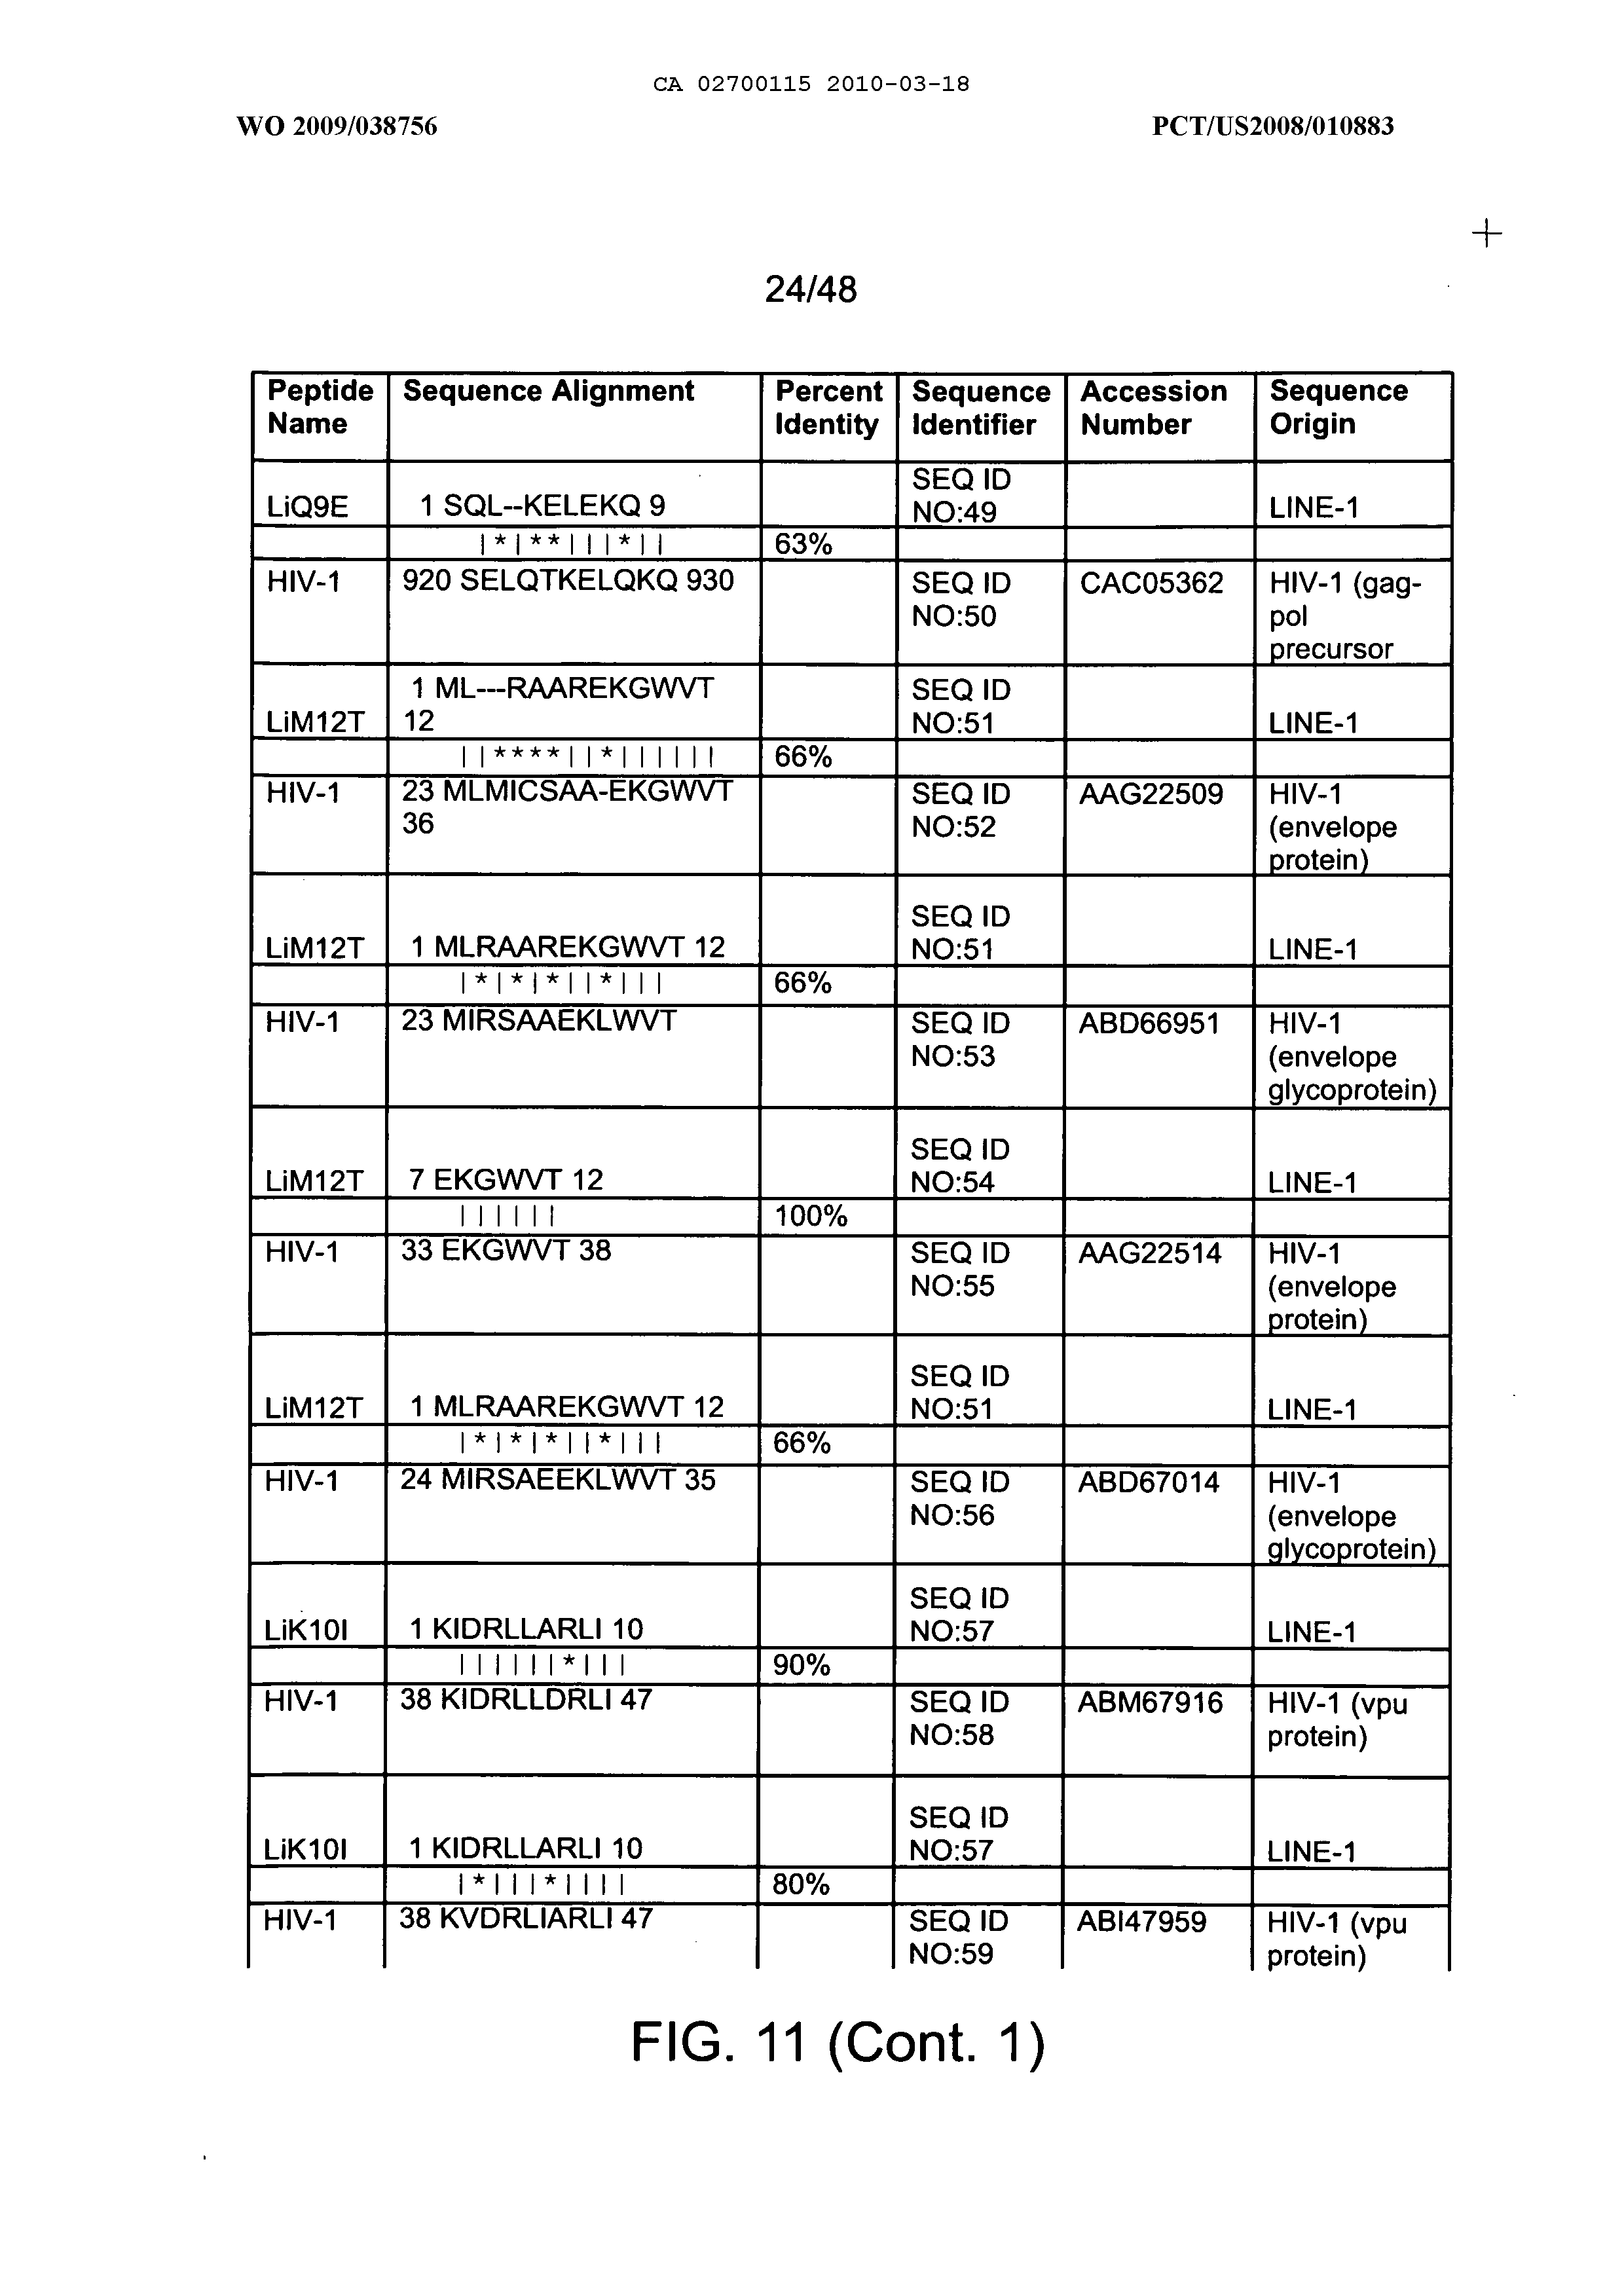 CA 02700115 2010-03-18
WO 2009/038756 PCT/US2008/010883
24/48
Peptide Name Sequence Alignment Percent Identity Sequence Identifier Accession Number Sequence Origin
LiQ9E 1 SQL--KELEKQ 9 SEQ ID NO:49 LINE-1
|*|**|||*|| 63%
HIV-1 920 SELQTKELQKQ 930 SEQ ID NO:50 CAC05362 HIV-1 (gag-pol precursor
LiM12T 1 ML---RAAREKGWVT 12 SEQ ID NO:51 LINE-1
||****||*|||||| 66%
HIV-1 23 MLMICSAA-EKGWVT 36 SEQ ID NO:52 AAG22509 HIV-1 (envelope protein)
LiM12T 1 MLRAAREKGWVT 12 SEQ ID NO:51 LINE-1
|*|*|*||*||| 66%
HIV-1 23 MIRSAAEKLWVT SEQ ID NO:53 ABD66951 HIV-1 (envelope glycoprotein)
LiM12T 7 EKGWVT 12 SEQ ID NO:54 LINE-1
|||||| 100%
HIV-1 33 EKGWVT 38 SEQ ID NO:55 AAG22514 HIV-1 (envelope protein)
LiM12T 1 MLRAAREKGWVT 12 SEQ ID NO:51 LINE-1
|*|*|*||*||| 66%
HIV-1 24 MIRSAEEKLWVT 35 SEQ ID NO:56 ABD67014 HIV-1 (envelope glycoprotein)
LiK10I 1 KIDRLLARLI 10 SEQ ID NO:57 LINE-1
||||||*||| 90%
HIV-1 38 KIDRLLDRLI 47 SEQ ID NO:58 ABM67916 HIV-1 (vpu protein)
LiK10I 1 KIDRLLARLI 10 SEQ ID NO:57 LINE-1
|*|||*|||| 80%
HIV-1 38 KVDRLIARLI 47 SEQ ID NO:59 ABI47959 HIV-1 (vpu protein)
FIG. 11 (Cont. 1)